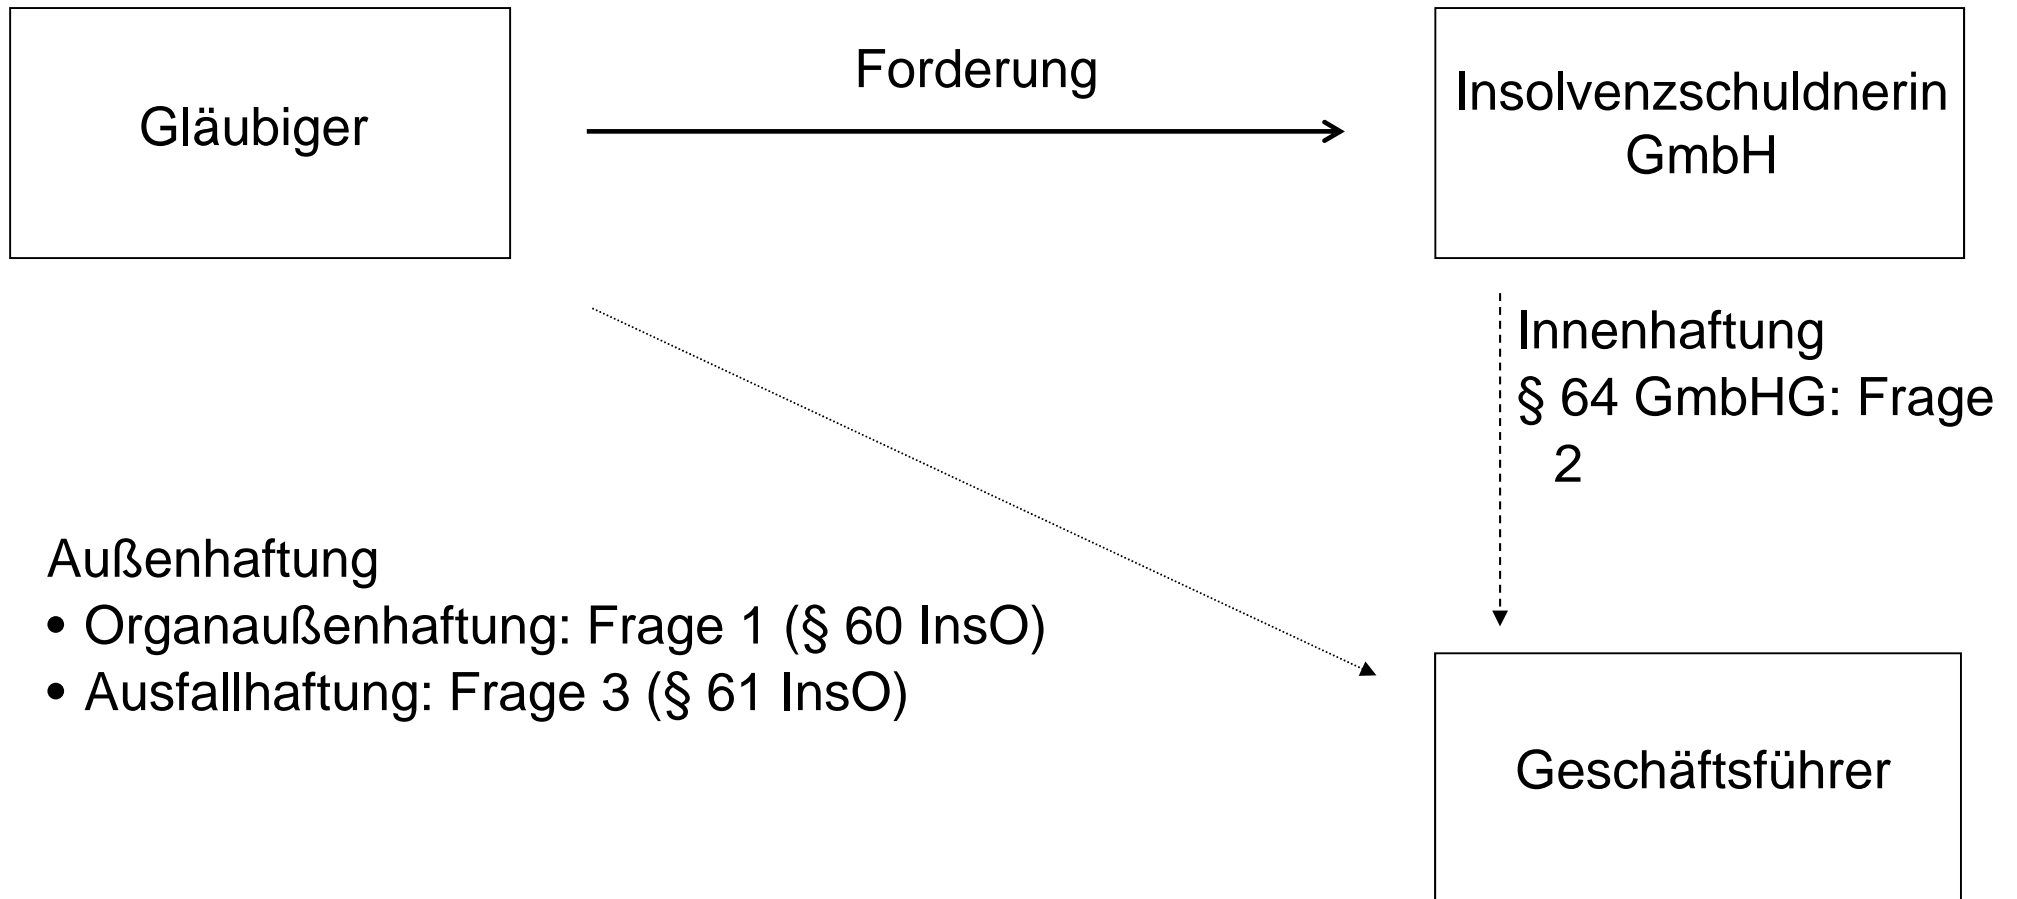 Gläubiger
Forderung
Insolvenzschuldnerin
GmbH
Innenhaftung
§ 64 GmbHG: Frage
2
Außenhaftung
• Organaußenhaftung: Frage 1 (§ 60 InsO)
• Ausfallhaftung: Frage 3 (§ 61 InsO)
Geschäftsführer